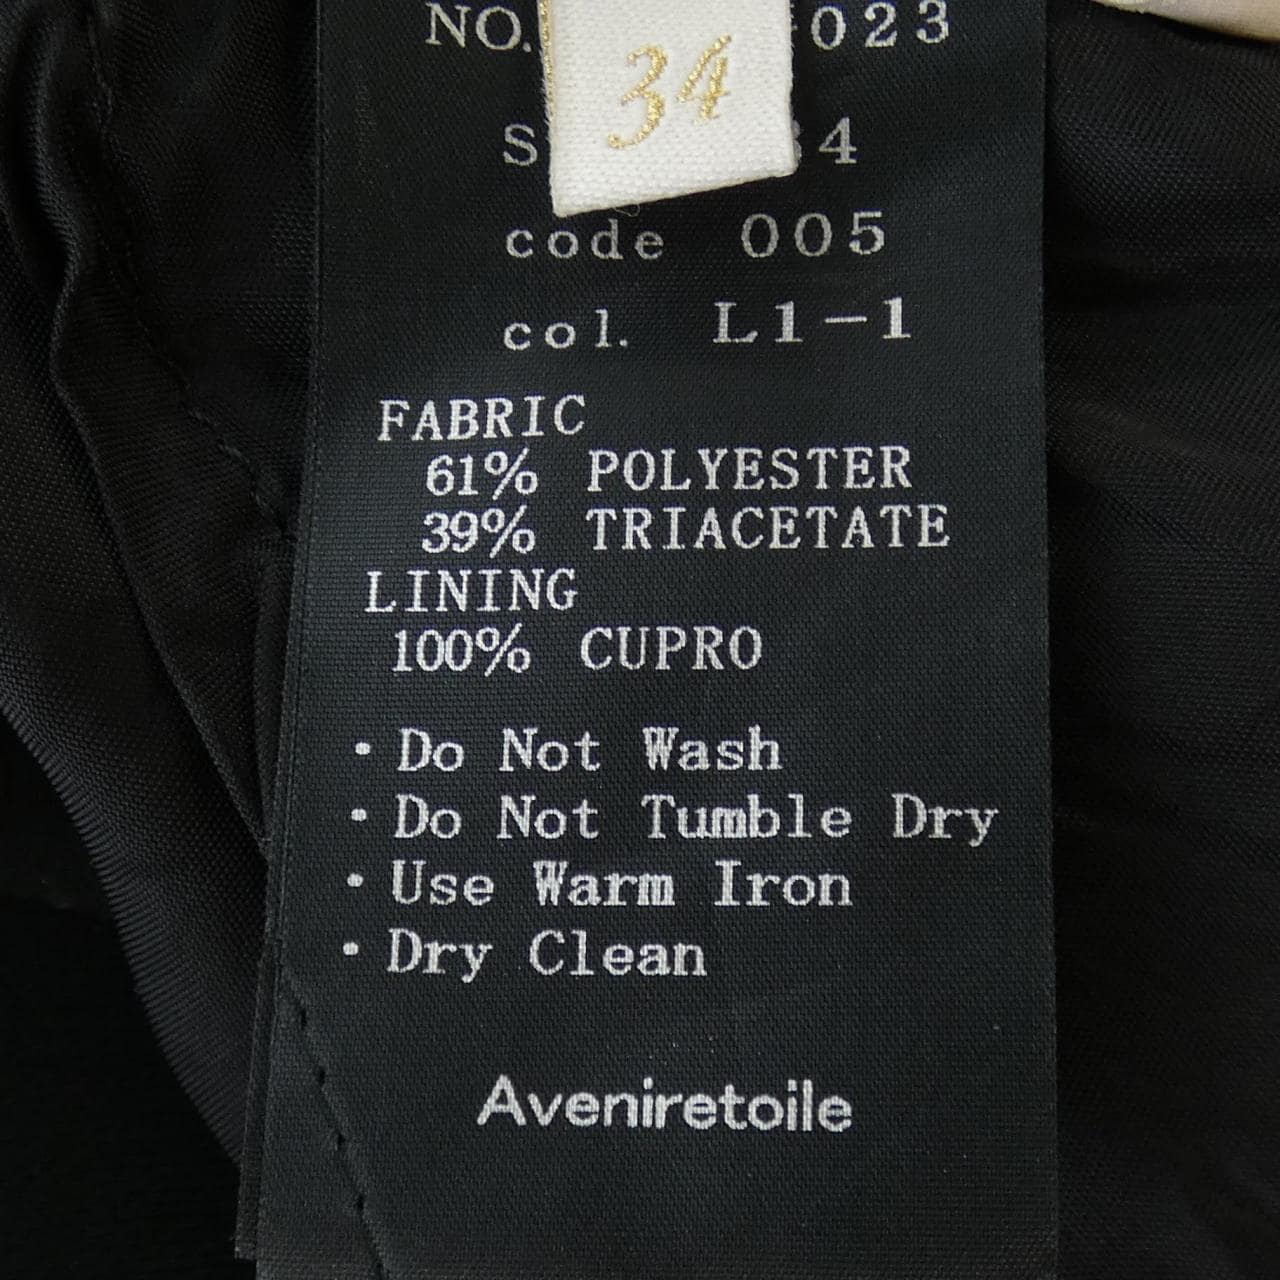 NO. 023
34
S 34
code 005
col. L1-1
FABRIC
61% POLYESTER
39% TRIACETATE
LINING
100% CUPRO
・Do Not Wash
・Do Not Tumble Dry
・Use Warm Iron
・Dry Clean
Aveniretoile